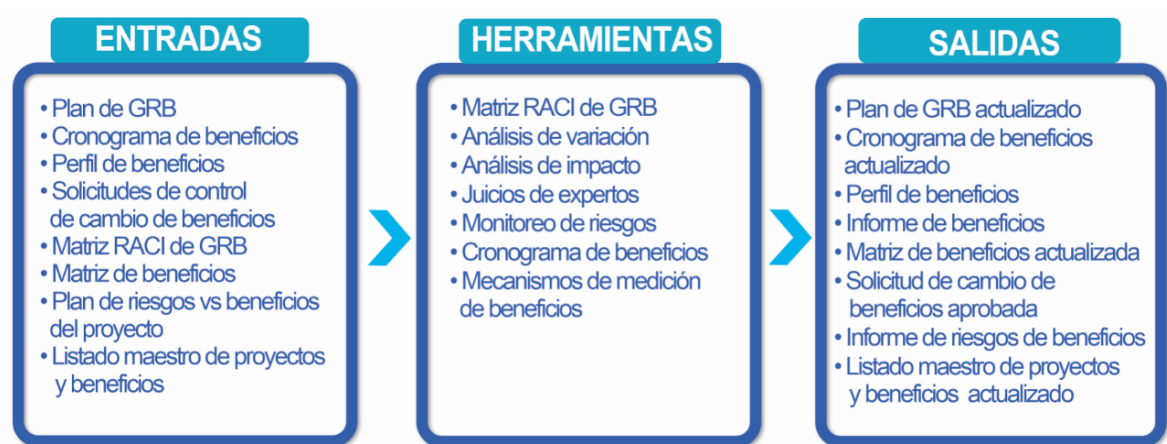 ENTRADAS
• Plan de GRB
• Cronograma de beneficios
• Perfil de beneficios
• Solicitudes de control
de cambio de beneficios
• Matriz RACI de GRB
• Matriz de beneficios
• Plan de riesgos vs beneficios
del proyecto
• Listado maestro de proyectos
y beneficios
HERRAMIENTAS
• Matriz RACI de GRB
• Análisis de variación
• Análisis de impacto
• Juicios de expertos
• Monitoreo de riesgos
• Cronograma de beneficios
• Mecanismos de medición
de beneficios
SALIDAS
• Plan de GRB actualizado
• Cronograma de beneficios
actualizado
• Perfil de beneficios
• Informe de beneficios
• Matriz de beneficios actualizada
• Solicitud de cambio de
beneficios aprobada
• Informe de riesgos de beneficios
• Listado maestro de proyectos
y beneficios actualizado